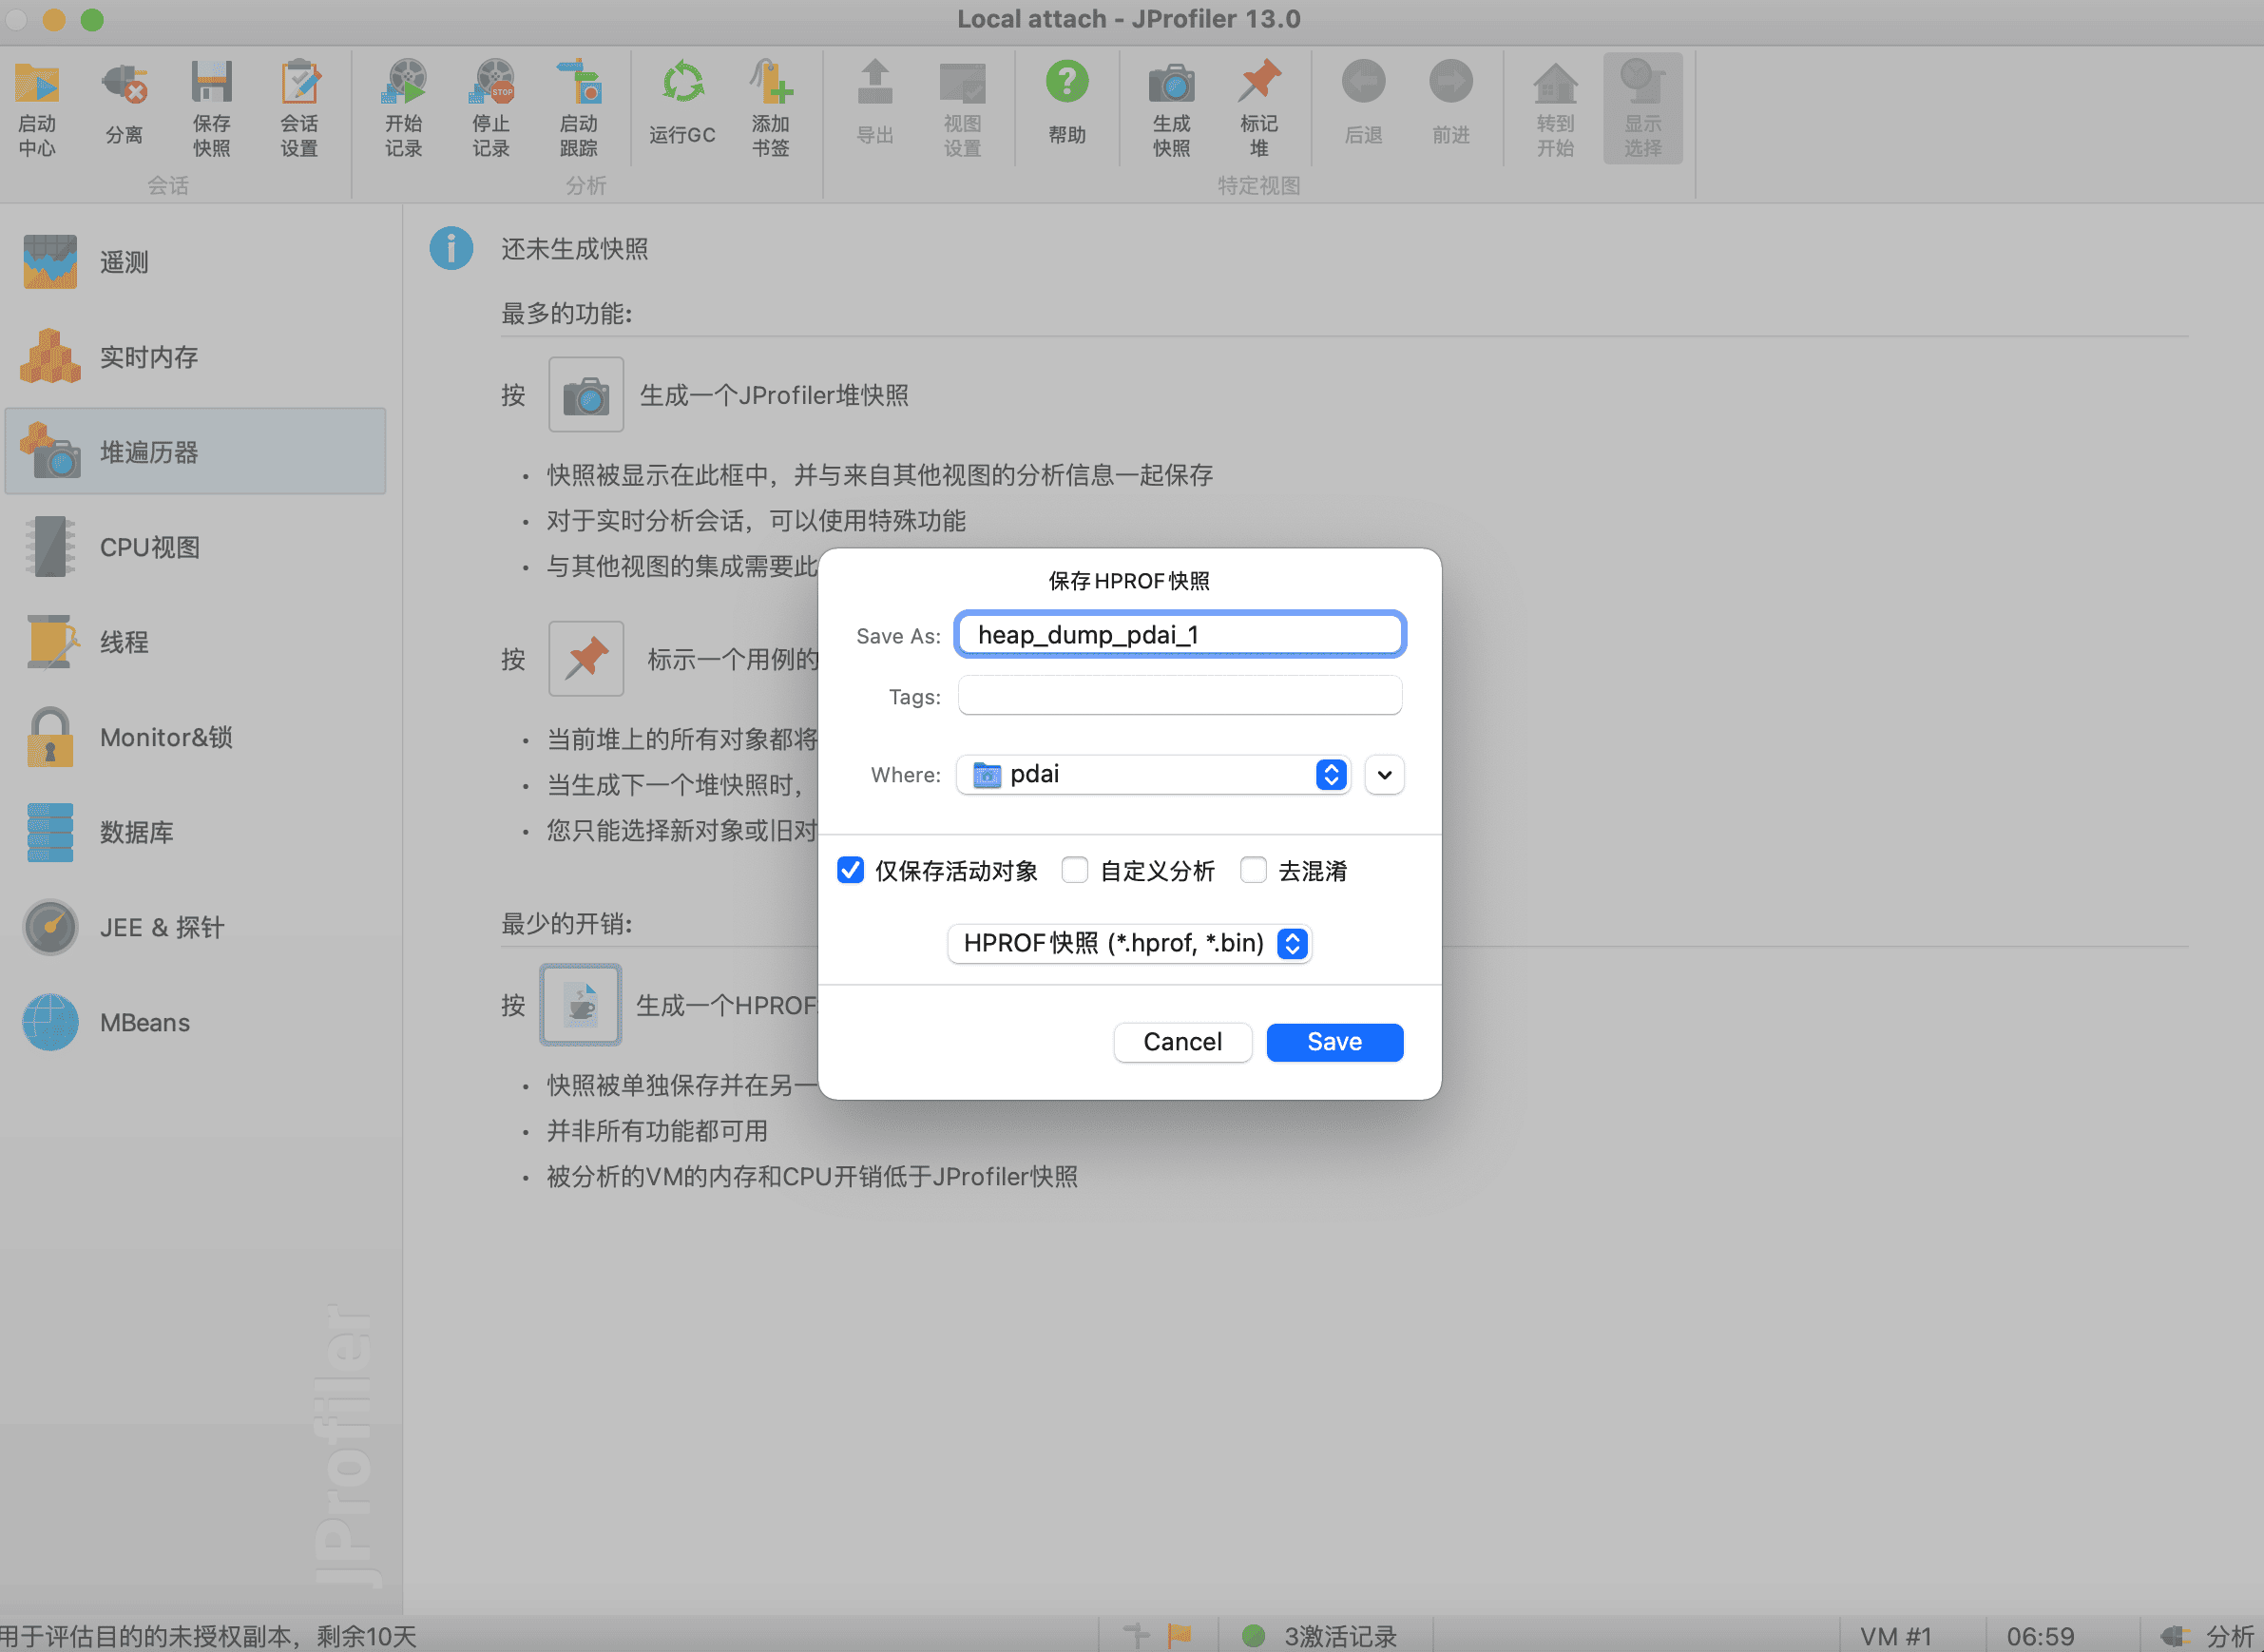 Local attach - JProfiler 13.0
启动
中心
分离
保存
快照
会话
设置
开始
记录
停止
记录
启动
跟踪
运行GC
添加
书签
导出
视图
设置
帮助
生成
快照
标记
堆
后退
前进
转到
开始
显示
选择
会话
分析
特定视图
遥测
实时内存
堆遍历器
CPU视图
线程
Monitor&锁
数据库
JEE & 探针
MBeans
JProfiler
还未生成快照
最多的功能:
按 生成一个JProfiler堆快照
• 快照被显示在此框中，并与来自其他视图的分析信息一起保存
• 对于实时分析会话，可以使用特殊功能
• 与其他视图的集成需要此
按 标示一个用例的
• 当前堆上的所有对象都将
• 当生成下一个堆快照时，
• 您只能选择新对象或旧对
最少的开销:
按 生成一个HPROF
• 快照被单独保存并在另一
• 并非所有功能都可用
• 被分析的VM的内存和CPU开销低于JProfiler快照
保存HPROF快照
Save As: heap_dump_pdai_1
Tags:
Where: pdai
仅保存活动对象 自定义分析 去混淆
HPROF快照 (*.hprof, *.bin)
Cancel Save
用于评估目的的未授权副本，剩余10天
3激活记录
VM #1
06:59
分析